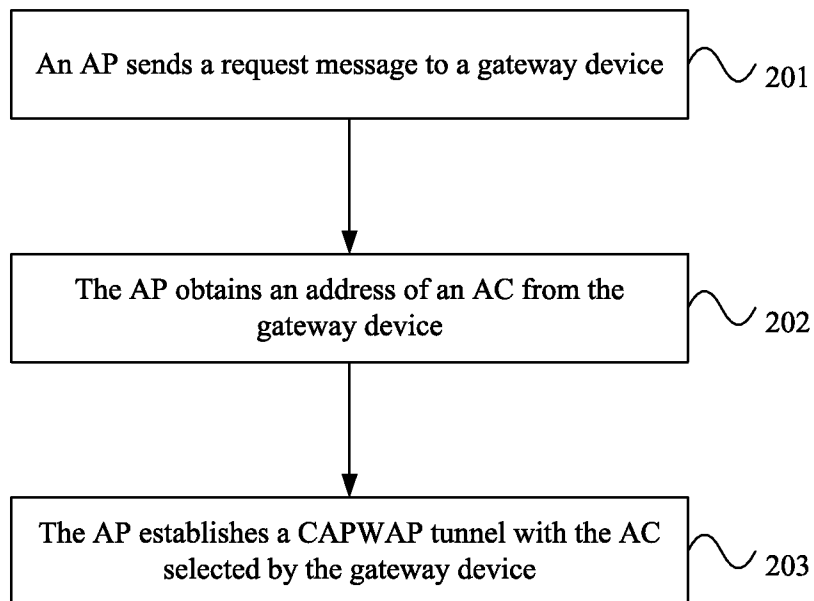 An AP sends a request message to a gateway device
201
The AP obtains an address of an AC from the
gateway device
202
The AP establishes a CAPWAP tunnel with the AC
selected by the gateway device
203